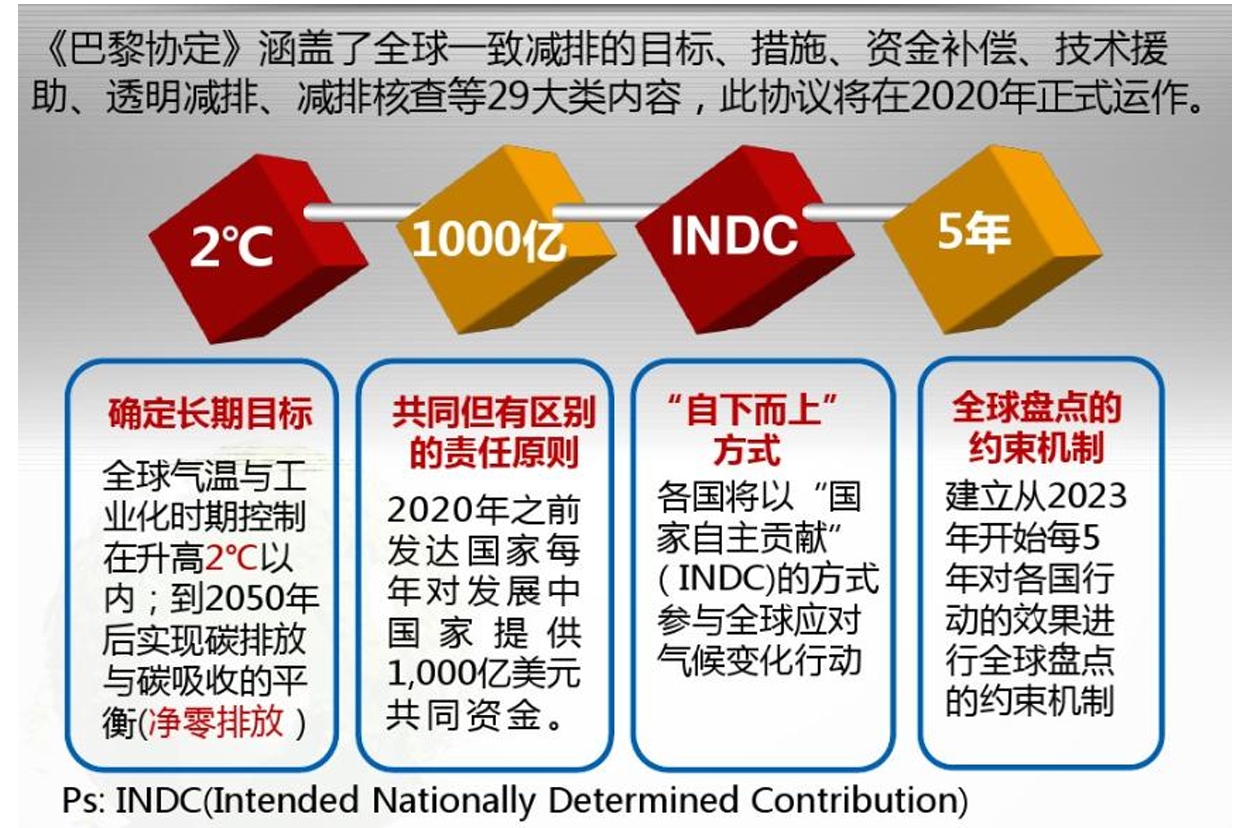 《巴黎协定》涵盖了全球一致减排的目标、措施、资金补偿、技术援
助、透明减排、减排核查等29大类内容，此协议将在2020年正式运作。
2℃
1000亿
INDC
5年
确定长期目标
全球气温与工
业化时期控制
在升高2℃以
内；到2050年
后实现碳排放
与碳吸收的平
衡(净零排放）
共同但有区别
的责任原则
2020年之前
发达国家每
年对发展中
国家提供
1,000亿美元
共同资金。
“自下而上”
方式
各国将以“国
家自主贡献”
（INDC)的方式
参与全球应对
气候变化行动
全球盘点的
约束机制
建立从2023
年开始每5
年对各国行
动的效果进
行全球盘点
的约束机制
Ps: INDC(Intended Nationally Determined Contribution)